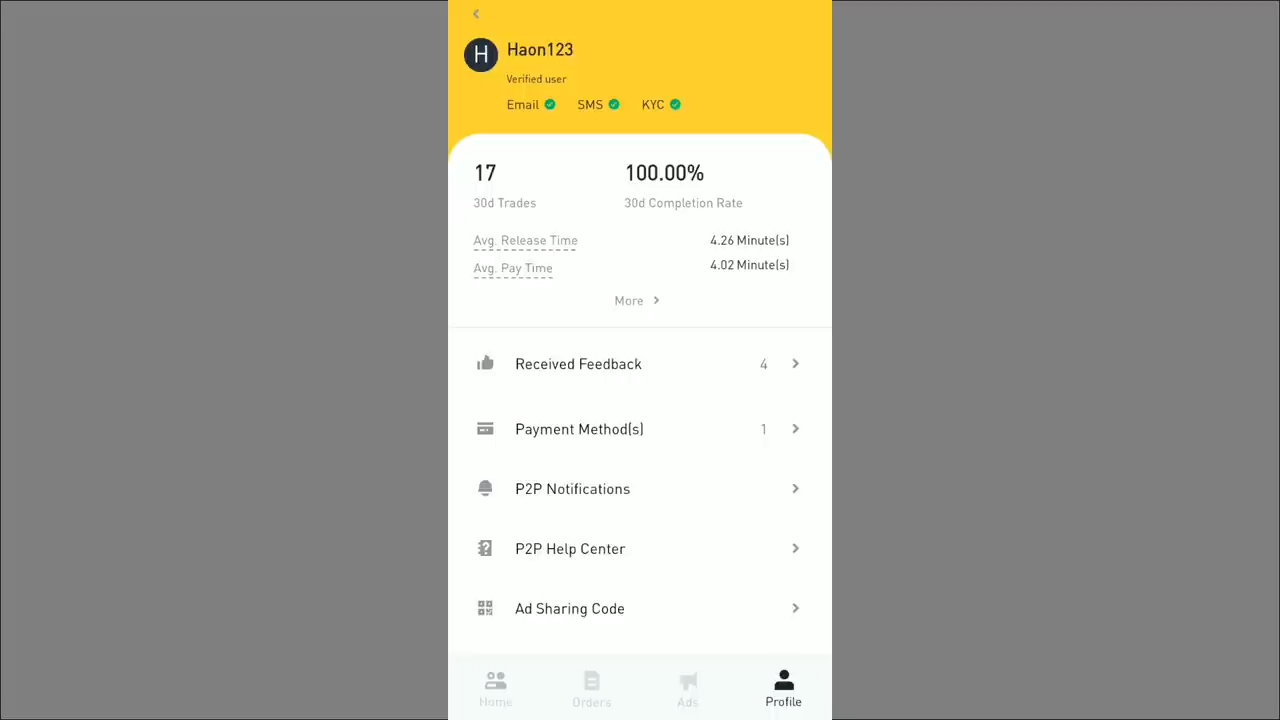 H
Haon123
Verified user
Email SMS KYC
17 100.00%
30d Trades 30d Completion Rate
Avg. Release Time 4.26 Minute(s)
Avg. Pay Time 4.02 Minute(s)
More
Received Feedback 4
Payment Method(s) 1
P2P Notifications
P2P Help Center
Ad Sharing Code
Home Orders Ads Profile